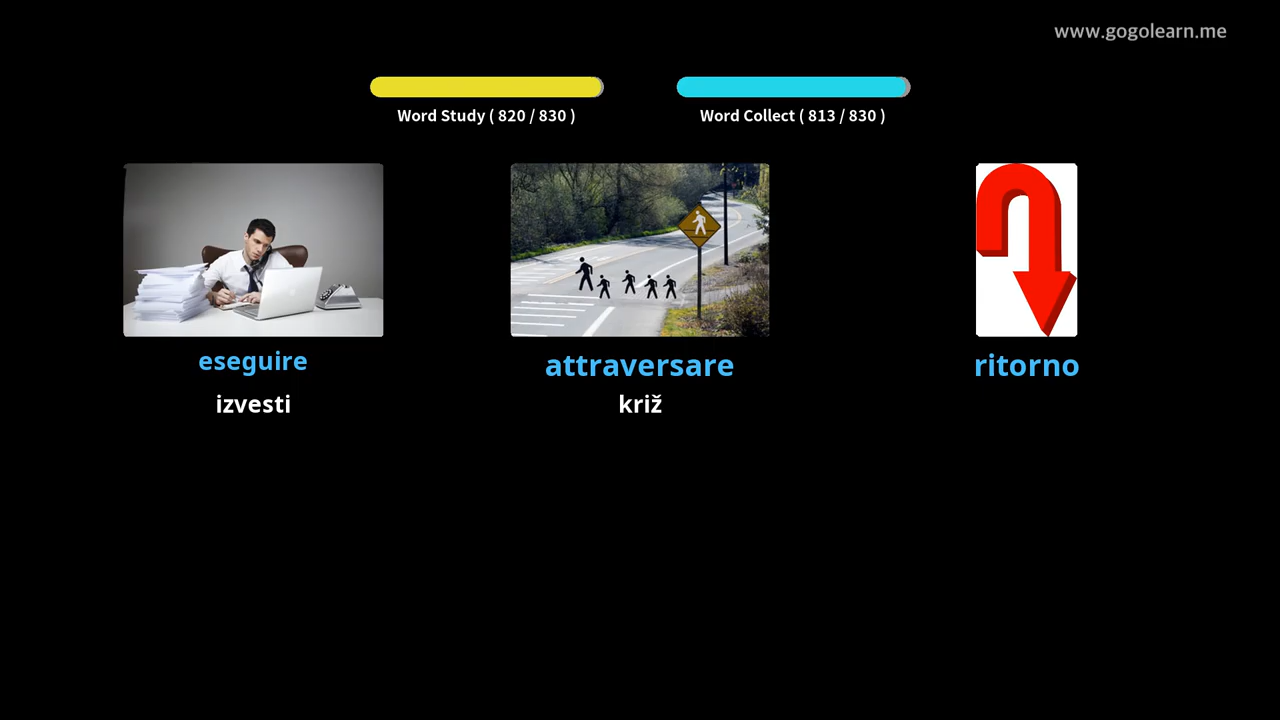 www.gogolearn.me
Word Study ( 820 / 830 )
Word Collect ( 813 / 830 )
eseguire
attraversare
ritorno
izvesti
križ